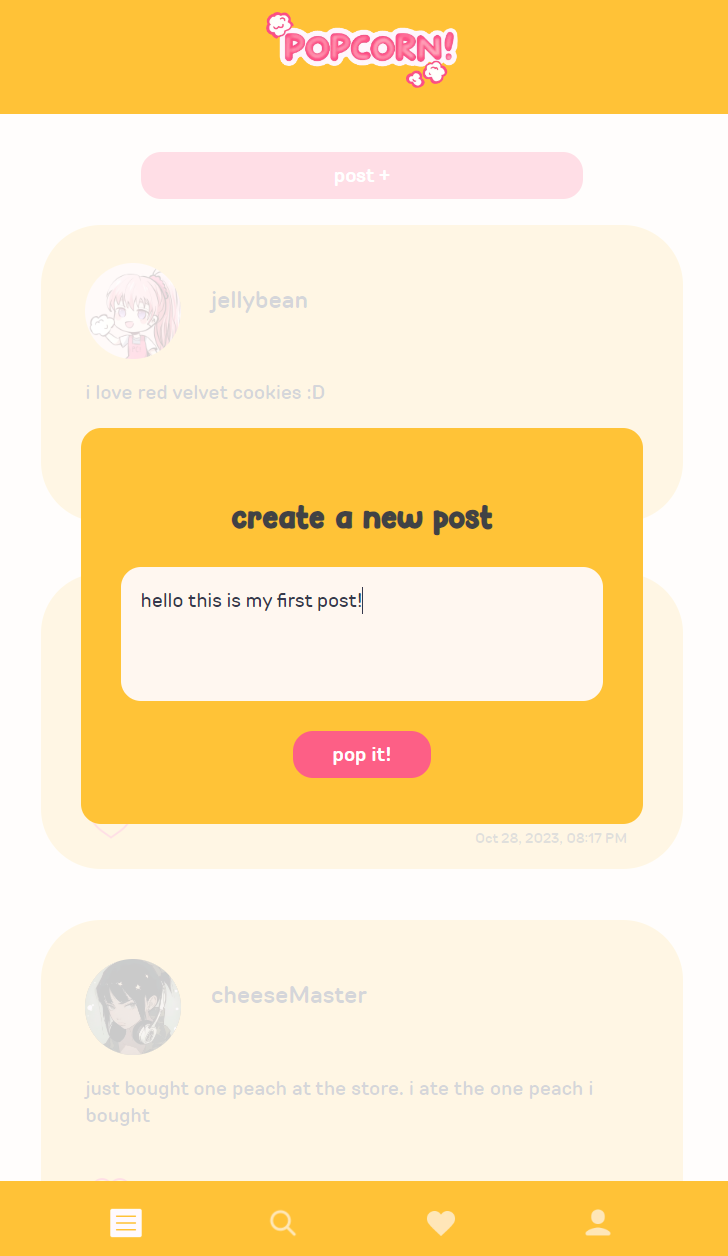 POPCORN!
post +
jellybean
i love red velvet cookies :D
create a new post
hello this is my first post!
pop it!
Oct 28, 2023, 08:17 PM
cheeseMaster
just bought one peach at the store. i ate the one peach i
bought